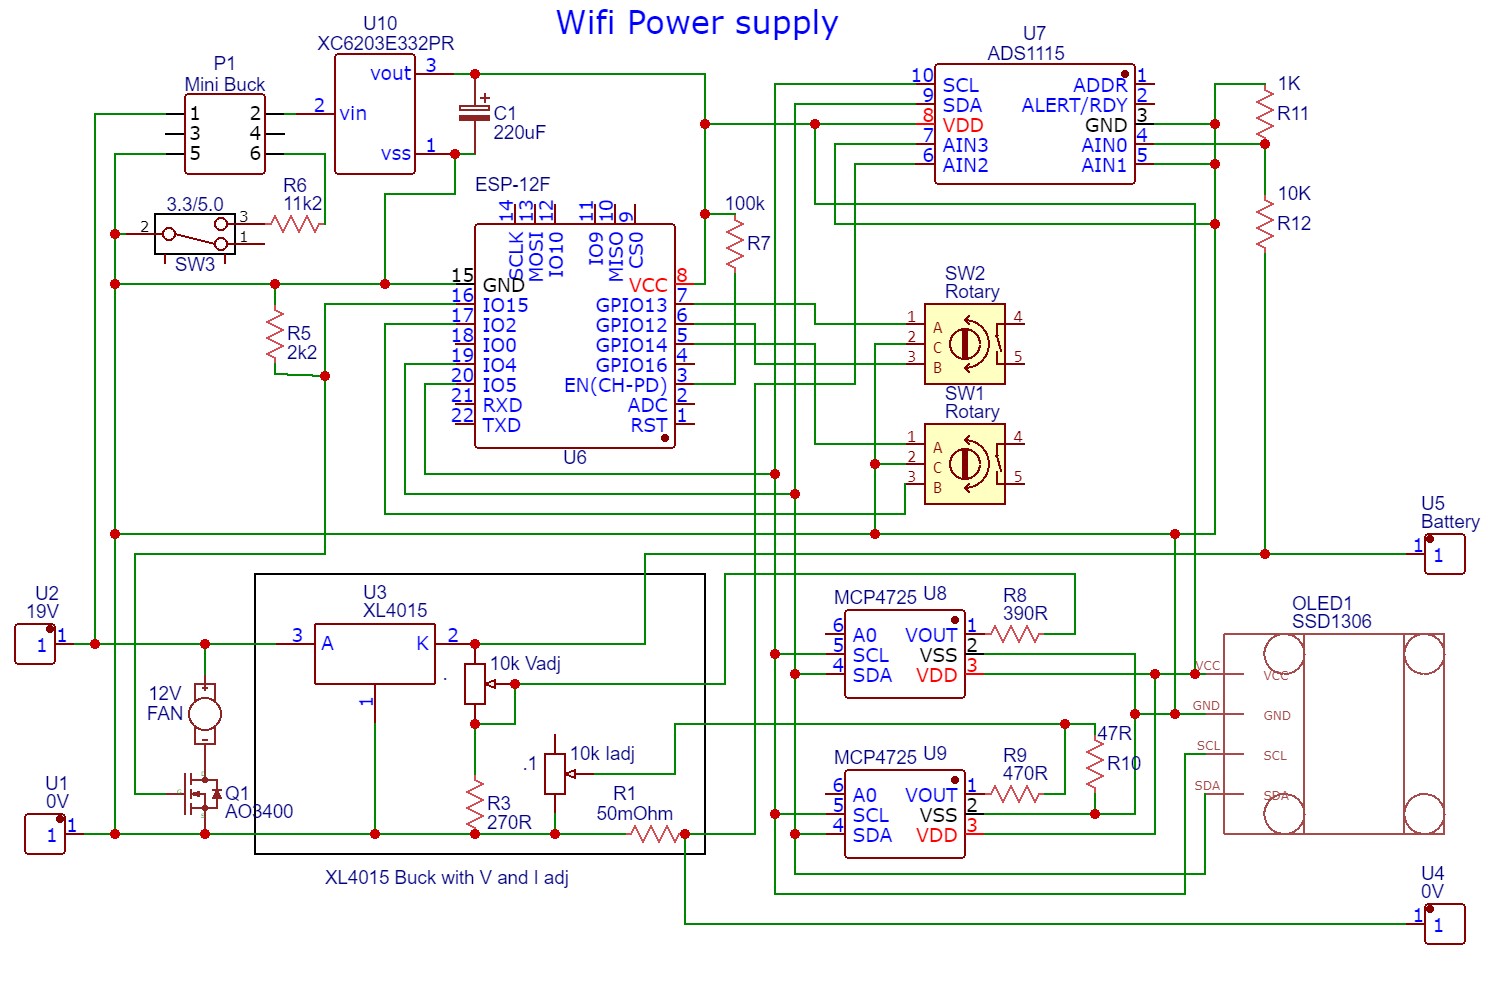 Wifi Power supply
U10
XC6203E332PR
vout 3
2 vin
vss 1
P1
Mini Buck
1 2
3 4
5 6
+
C1
220uF
R6
11k2
3.3/5.0
2
3
1
SW3
R5
2k2
ESP-12F
14 13 12 11 10 9
SCLK MOSI IO10 IO9 MISO CS0
15 GND VCC 8
16 IO15 GPIO13 7
17 IO2 GPIO12 6
18 IO0 GPIO14 5
19 IO4 GPIO16 4
20 IO5 EN(CH-PD) 3
21 RXD ADC 2
22 TXD RST 1
U6
100k
R7
U7
ADS1115
10 SCL ADDR 1
9 SDA ALERT/RDY 2
8 VDD GND 3
7 AIN3 AIN0 4
6 AIN2 AIN1 5
1K
R11
10K
R12
SW2
Rotary
1 A 4
2 C
3 B 5
SW1
Rotary
1 A 4
2 C
3 B 5
U5
Battery
1 1
U2
19V
1 1
U1
0V
1 1
12V
FAN
+
-
Q1
AO3400
U3
XL4015
3 A K 2
1
10k Vadj
.
10k Iadj
.1
R3
270R
R1
50mOhm
XL4015 Buck with V and I adj
MCP4725 U8
6 A0 VOUT 1
5 SCL VSS 2
4 SDA VDD 3
R8
390R
MCP4725 U9
6 A0 VOUT 1
5 SCL VSS 2
4 SDA VDD 3
R9
470R
47R
R10
OLED1
SSD1306
VCC VCC
GND GND
SCL SCL
SDA SDA
U4
0V
1 1